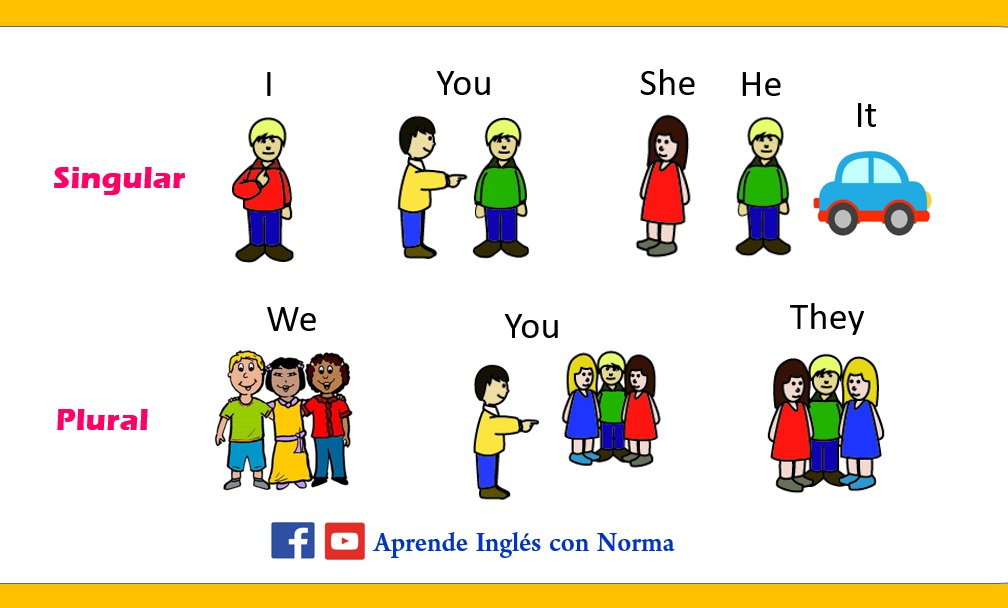 I
You
She
He
It
Singular
We
You
They
Plural
Aprende Inglés con Norma